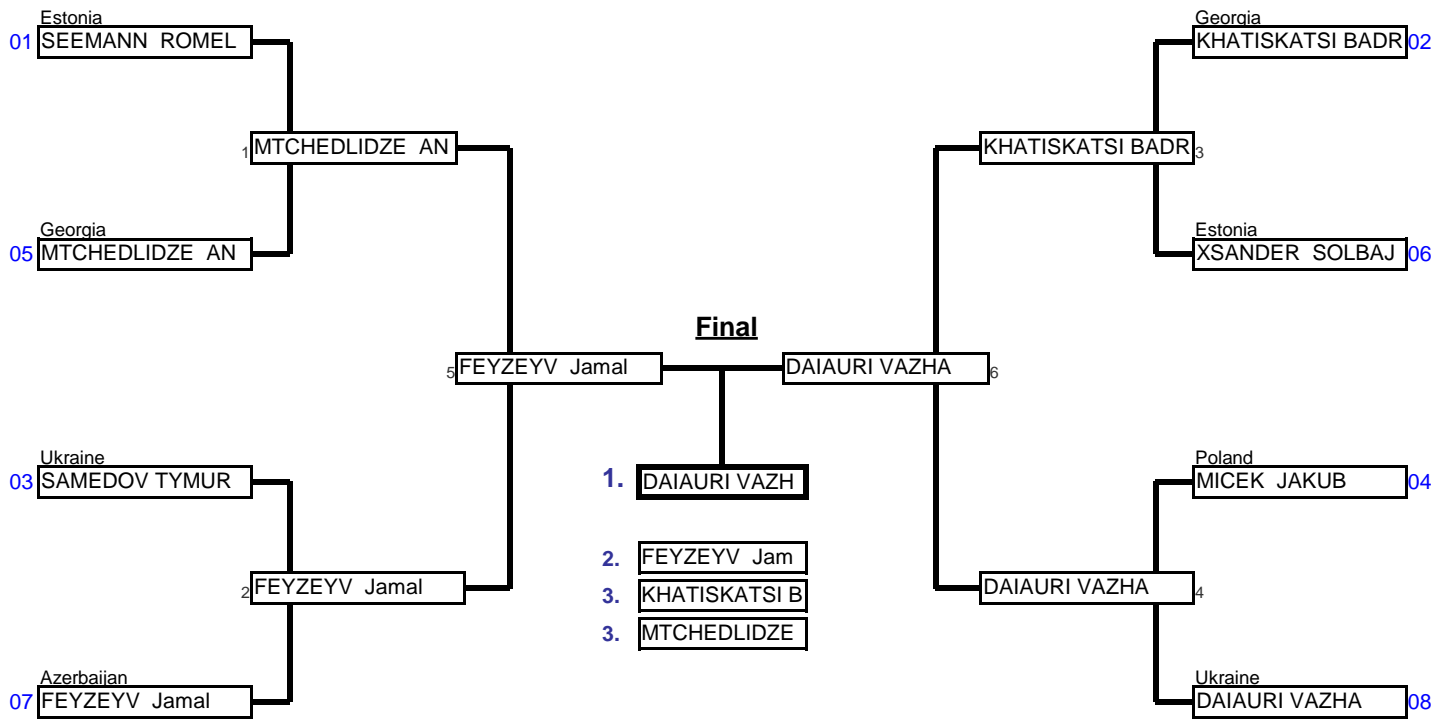 Estonia
01 SEEMANN ROMEL
1 MTCHEDLIDZE AN
Georgia
05 MTCHEDLIDZE AN
5 FEYZEYV Jamal
Ukraine
03 SAMEDOV TYMUR
2 FEYZEYV Jamal
Azerbaijan
07 FEYZEYV Jamal
Final
1. DAIAURI VAZH
2. FEYZEYV Jam
3. KHATISKATSI B
3. MTCHEDLIDZE
Georgia
KHATISKATSI BADR 02
KHATISKATSI BADR 3
Estonia
XSANDER SOLBAJ 06
DAIAURI VAZHA 6
Poland
MICEK JAKUB 04
DAIAURI VAZHA 4
Ukraine
DAIAURI VAZHA 08